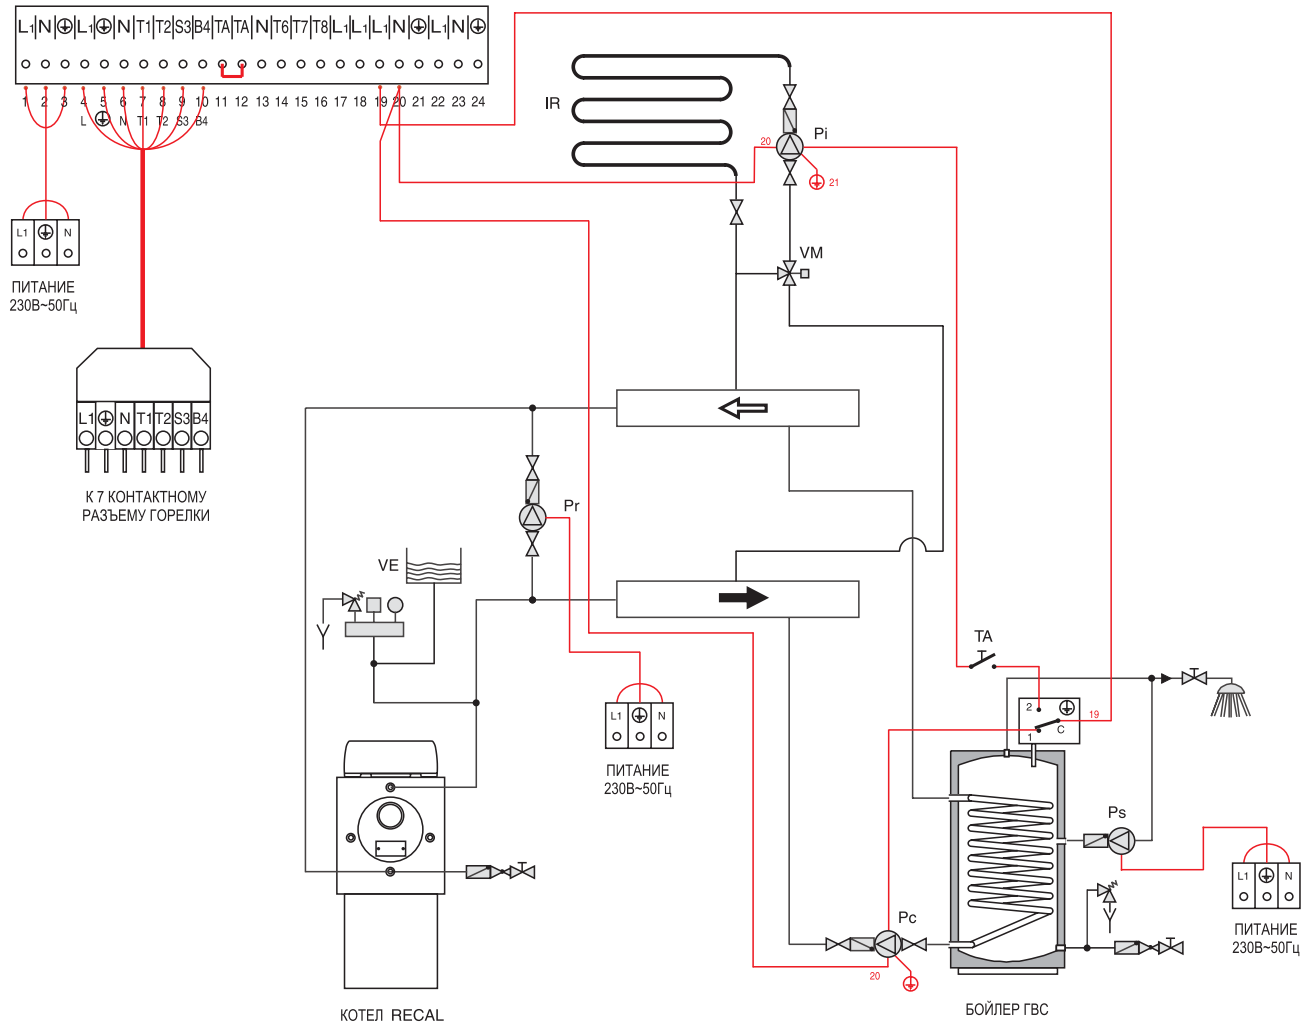 L1 N L1 N T1 T2 S3 B4 TA TA N T6 T7 T8 L1 L1 L1 N L1 N
1 2 3 4 5 6 7 8 9 10 11 12 13 14 15 16 17 18 19 20 21 22 23 24
L N T1 T2 S3 B4
IR
Pi
20
21
L1 N
ПИТАНИЕ
230В~50Гц
VM
L1 N T1 T2 S3 B4
К 7 КОНТАКТНОМУ
РАЗЪЕМУ ГОРЕЛКИ
Pr
VE
TA
2
19
1 C
L1 N
ПИТАНИЕ
230В~50Гц
Ps
L1 N
ПИТАНИЕ
230В~50Гц
Pc
20
КОТЕЛ RECAL
БОЙЛЕР ГВС